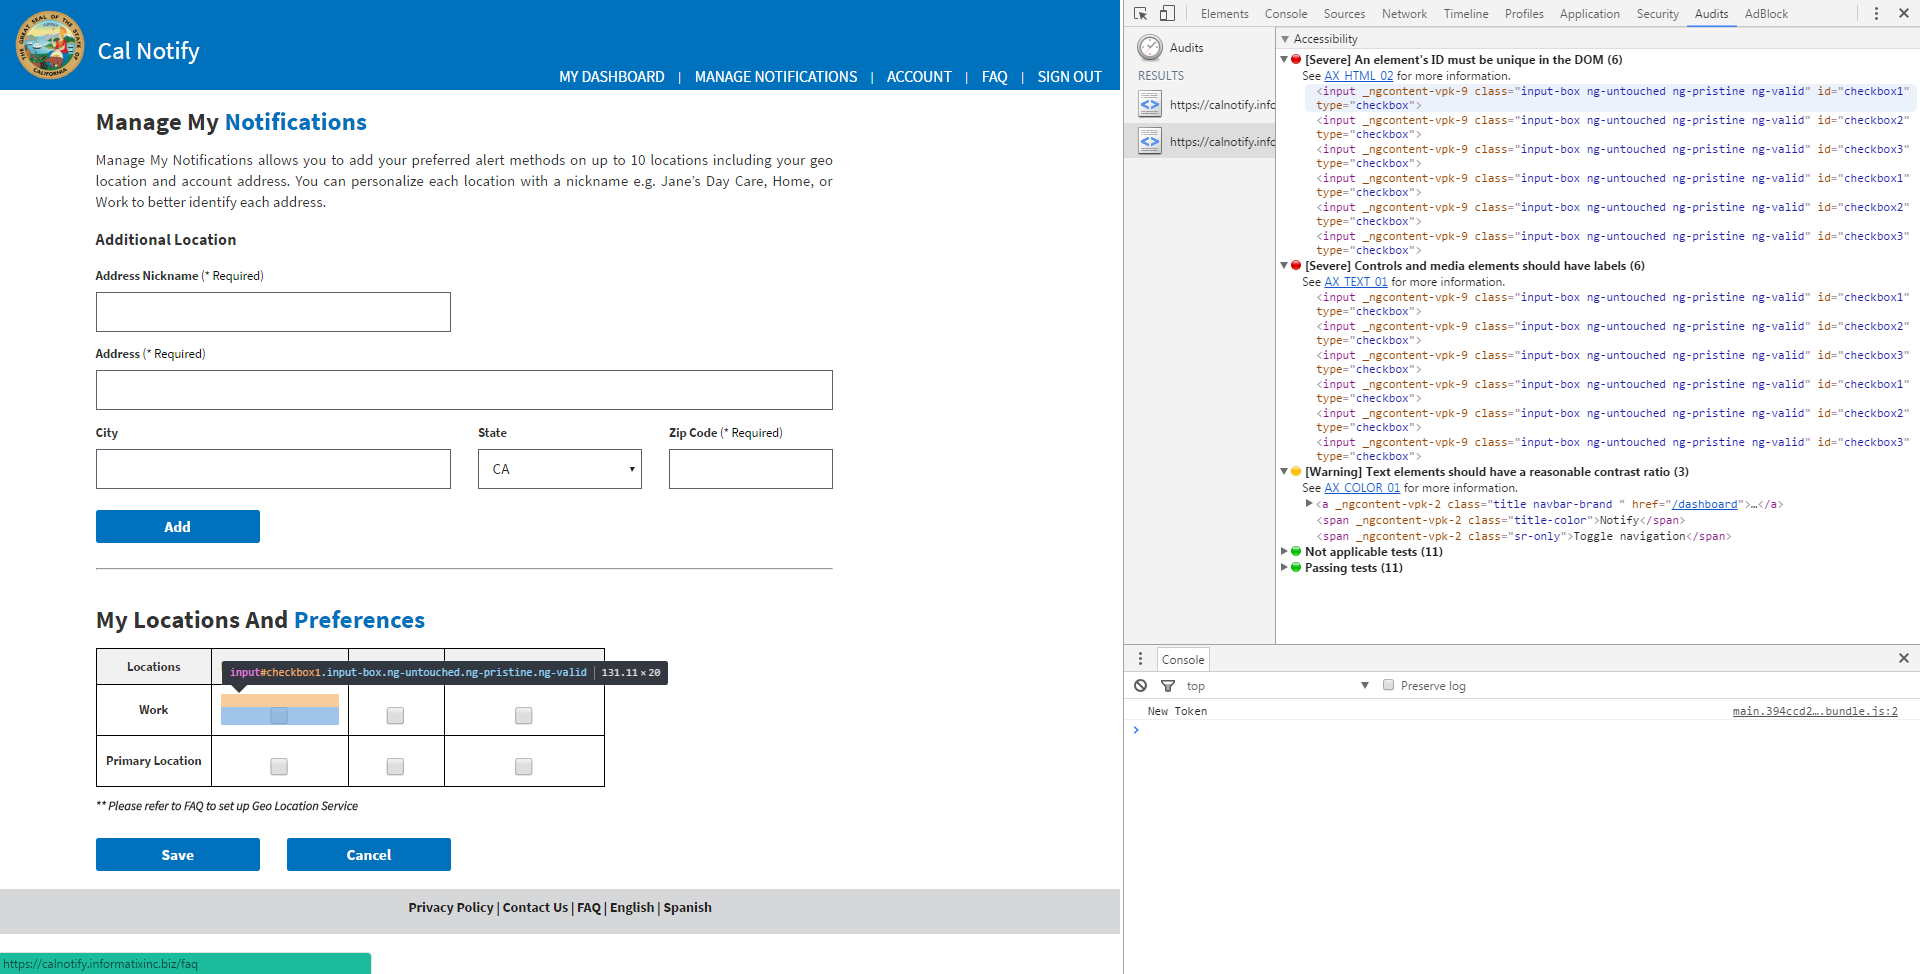 Cal Notify
MY DASHBOARD | MANAGE NOTIFICATIONS | ACCOUNT | FAQ | SIGN OUT
Manage My Notifications
Manage My Notifications allows you to add your preferred alert methods on up to 10 locations including your geo
location and account address. You can personalize each location with a nickname e.g. Jane's Day Care, Home, or
Work to better identify each address.
Additional Location
Address Nickname (* Required)
Address (* Required)
City State Zip Code (* Required)
CA
Add
My Locations And Preferences
Locations
input#checkbox1.input-box.ng-untouched.ng-pristine.ng-valid | 131.11 × 20
Work
Primary Location
** Please refer to FAQ to set up Geo Location Service
Save Cancel
Privacy Policy | Contact Us | FAQ | English | Spanish
https://calnotify.informatixinc.biz/faq
Elements Console Sources Network Timeline Profiles Application Security Audits AdBlock
Audits
RESULTS
https://calnotify.infc
https://calnotify.infc
Accessibility
[Severe] An element's ID must be unique in the DOM (6)
See AX_HTML_02 for more information.
<input _ngcontent-vpk-9 class="input-box ng-untouched ng-pristine ng-valid" id="checkbox1"
type="checkbox">
<input _ngcontent-vpk-9 class="input-box ng-untouched ng-pristine ng-valid" id="checkbox2"
type="checkbox">
<input _ngcontent-vpk-9 class="input-box ng-untouched ng-pristine ng-valid" id="checkbox3"
type="checkbox">
<input _ngcontent-vpk-9 class="input-box ng-untouched ng-pristine ng-valid" id="checkbox1"
type="checkbox">
<input _ngcontent-vpk-9 class="input-box ng-untouched ng-pristine ng-valid" id="checkbox2"
type="checkbox">
<input _ngcontent-vpk-9 class="input-box ng-untouched ng-pristine ng-valid" id="checkbox3"
type="checkbox">
[Severe] Controls and media elements should have labels (6)
See AX_TEXT_01 for more information.
<input _ngcontent-vpk-9 class="input-box ng-untouched ng-pristine ng-valid" id="checkbox1"
type="checkbox">
<input _ngcontent-vpk-9 class="input-box ng-untouched ng-pristine ng-valid" id="checkbox2"
type="checkbox">
<input _ngcontent-vpk-9 class="input-box ng-untouched ng-pristine ng-valid" id="checkbox3"
type="checkbox">
<input _ngcontent-vpk-9 class="input-box ng-untouched ng-pristine ng-valid" id="checkbox1"
type="checkbox">
<input _ngcontent-vpk-9 class="input-box ng-untouched ng-pristine ng-valid" id="checkbox2"
type="checkbox">
<input _ngcontent-vpk-9 class="input-box ng-untouched ng-pristine ng-valid" id="checkbox3"
type="checkbox">
[Warning] Text elements should have a reasonable contrast ratio (3)
See AX_COLOR_01 for more information.
<a _ngcontent-vpk-2 class="title navbar-brand " href="/dashboard">…</a>
<span _ngcontent-vpk-2 class="title-color">Notify</span>
<span _ngcontent-vpk-2 class="sr-only">Toggle navigation</span>
Not applicable tests (11)
Passing tests (11)
Console
top Preserve log
New Token main.394ccd2….bundle.js:2